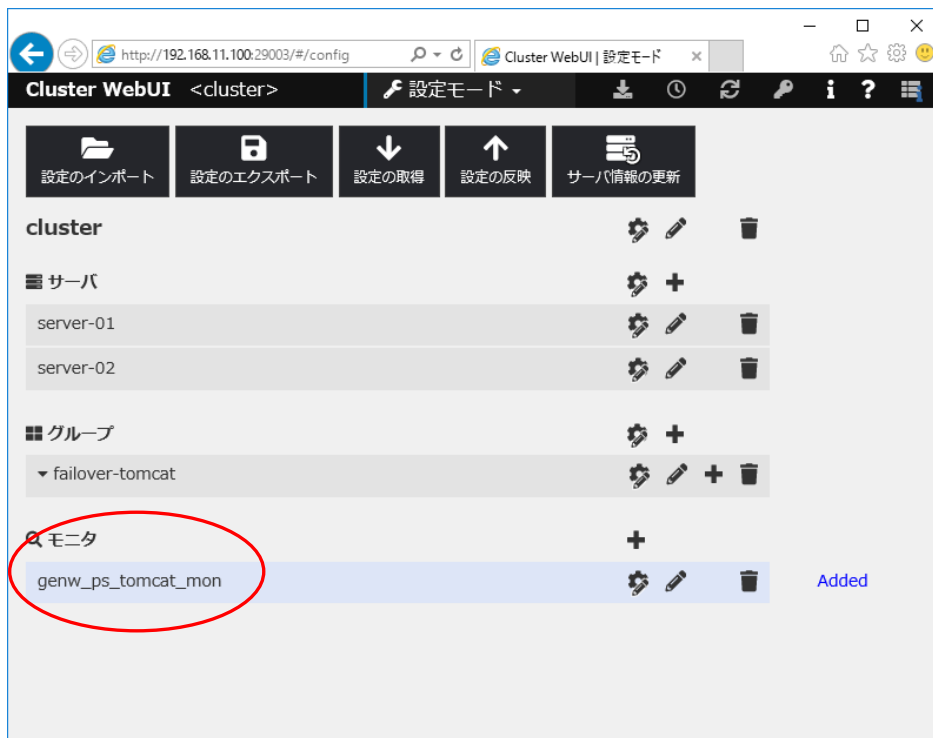 http://192.168.11.100:29003/#/config
Cluster WebUI | 設定モード
Cluster WebUI <cluster> 設定モード
設定のインポート 設定のエクスポート 設定の取得 設定の反映 サーバ情報の更新
cluster
サーバ
server-01
server-02
グループ
failover-tomcat
モニタ
genw_ps_tomcat_mon Added